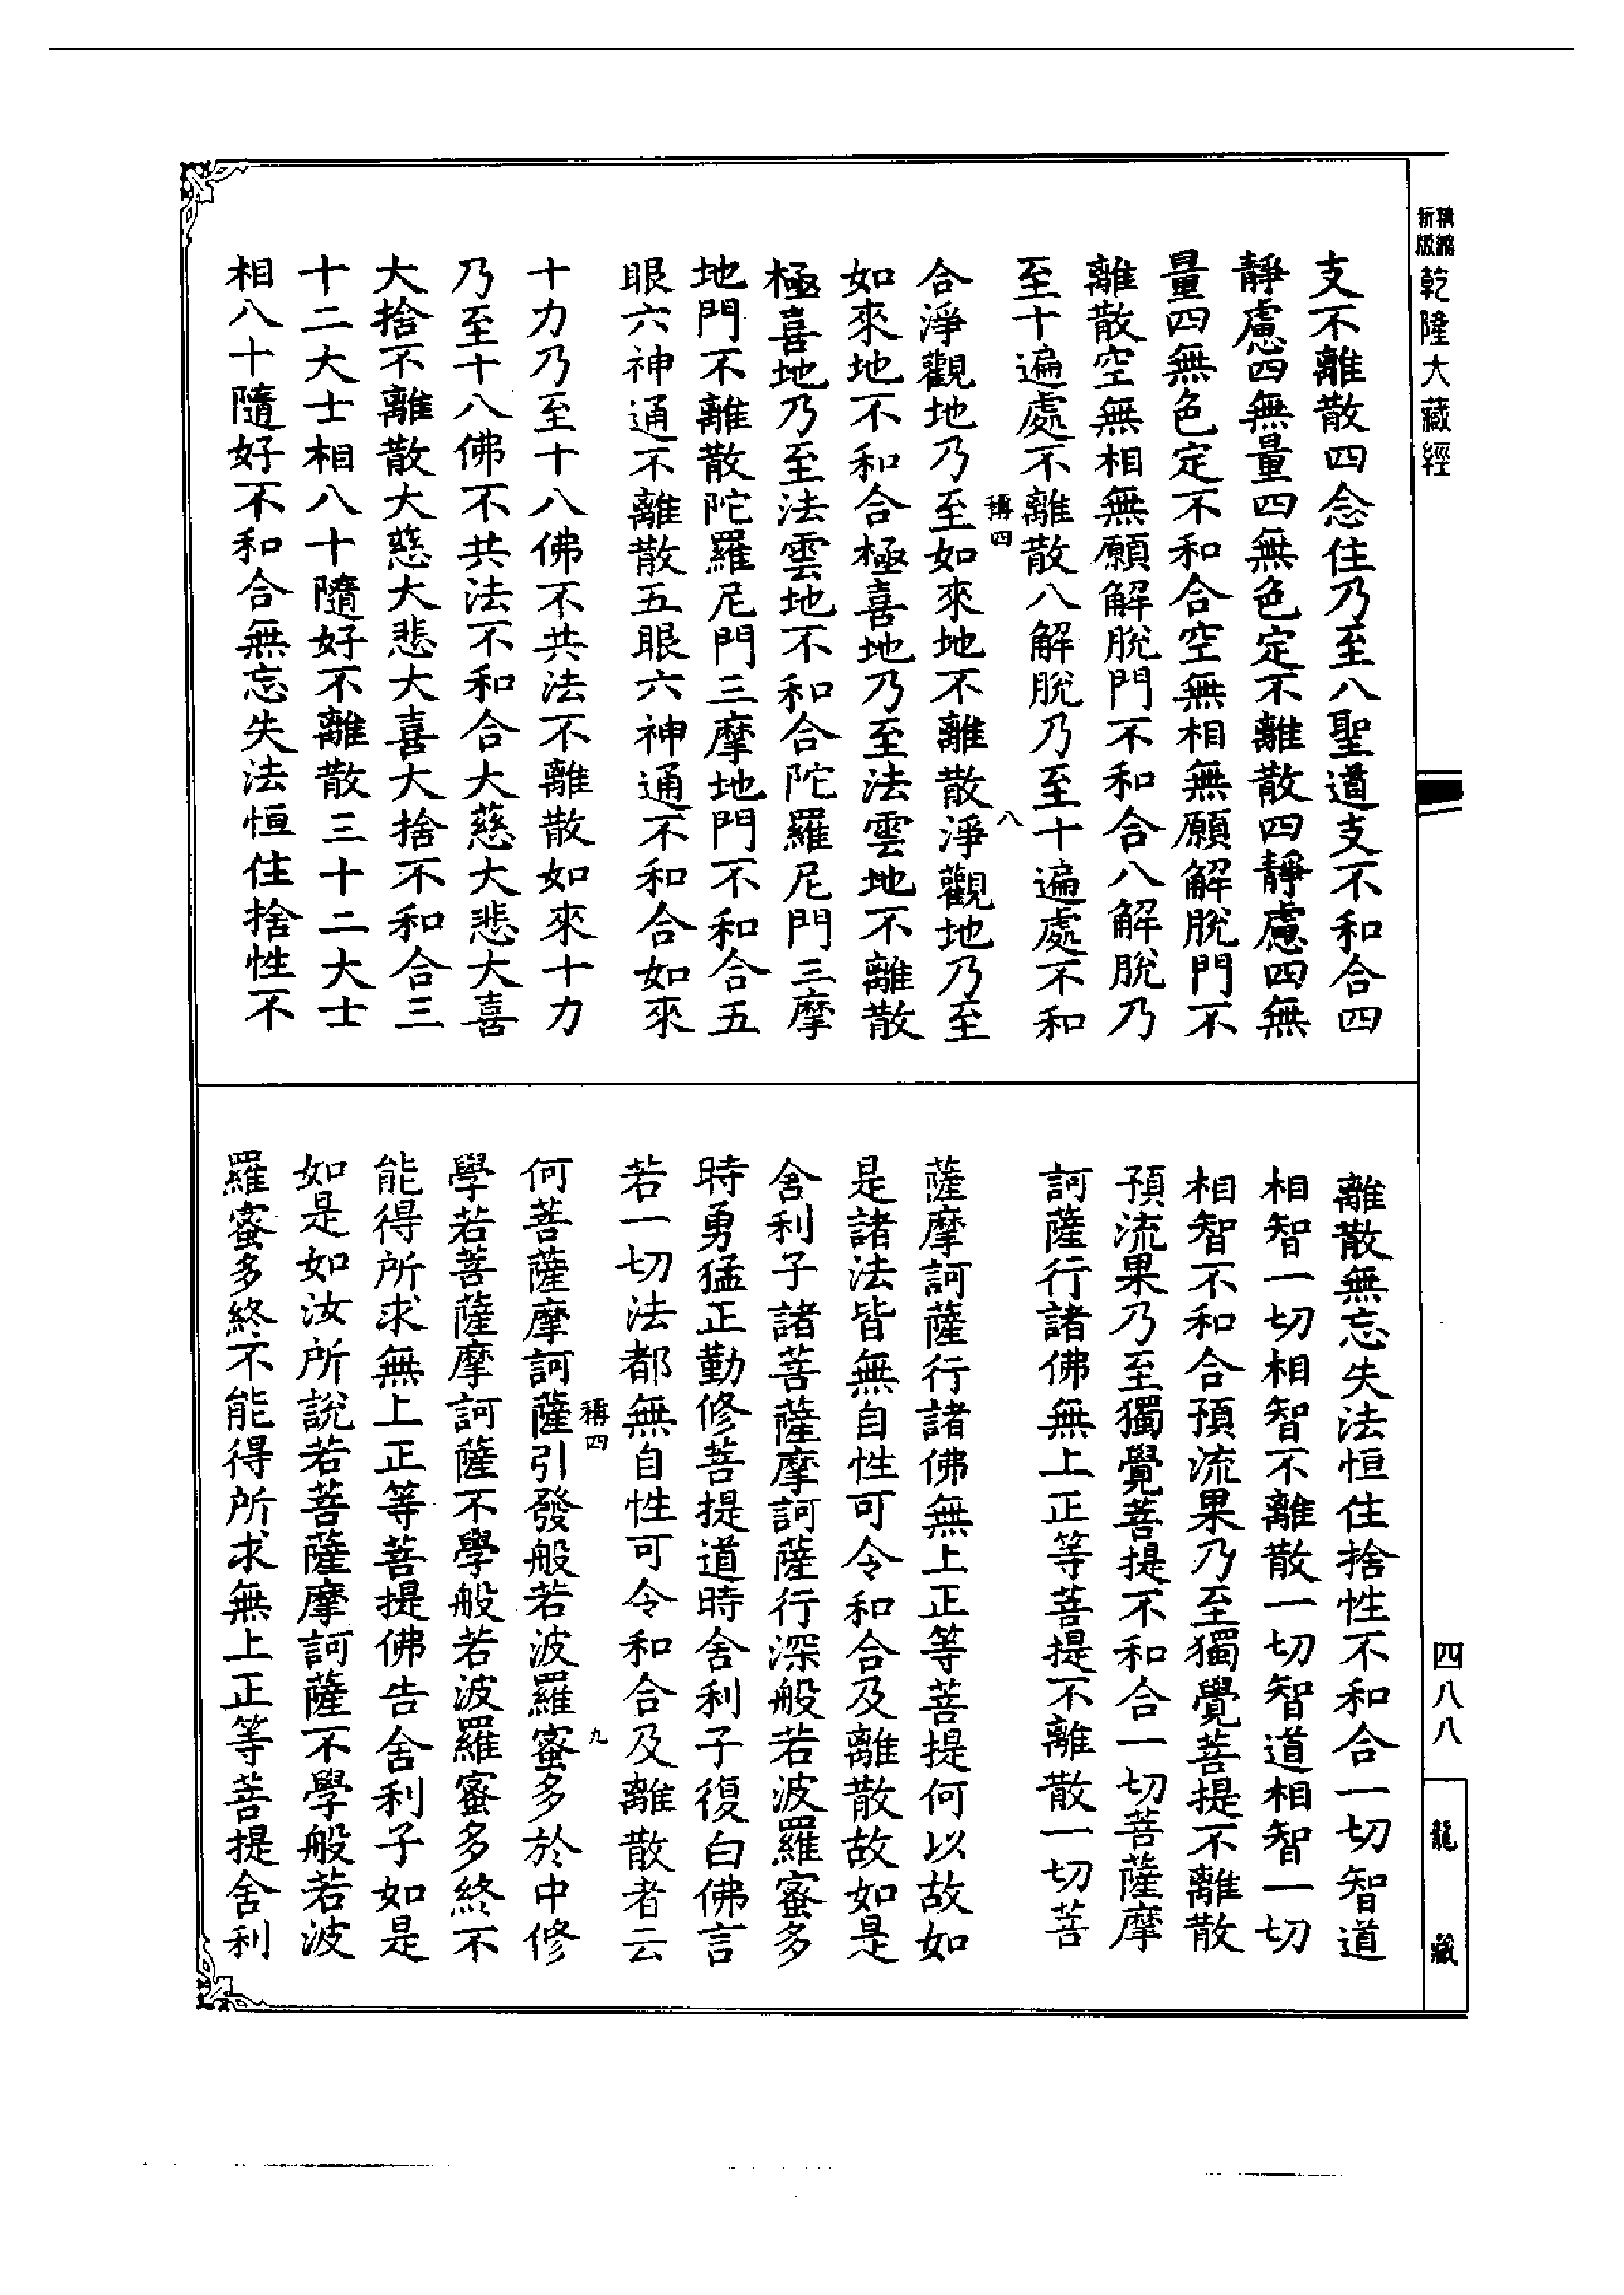 精縮新版 乾隆大藏經
支不離散四念住乃至八聖道支不和合四
靜慮四無量四無色定不離散四靜慮四無
量四無色定不和合空無相無願解脫門不
離散空無相無願解脫門不和合八解脫乃
至十遍處不離散八解脫乃至十遍處不和
稱四 八
合淨觀地乃至如來地不離散淨觀地乃至
如來地不和合極喜地乃至法雲地不離散
極喜地乃至法雲地不和合陀羅尼門三摩
地門不離散陀羅尼門三摩地門不和合五
眼六神通不離散五眼六神通不和合如來
十力乃至十八佛不共法不離散如來十力
乃至十八佛不共法不和合大慈大悲大喜
大捨不離散大慈大悲大喜大捨不和合三
十二大士相八十隨好不離散三十二大士
相八十隨好不和合無忘失法恒住捨性不
離散無忘失法恒住捨性不和合一切智道
相智一切相智不離散一切智道相智一切
相智不和合預流果乃至獨覺菩提不離散
預流果乃至獨覺菩提不和合一切菩薩摩
訶薩行諸佛無上正等菩提不離散一切菩
薩摩訶薩行諸佛無上正等菩提何以故如
是諸法皆無自性可令和合及離散故如是
舍利子諸菩薩摩訶薩行深般若波羅蜜多
時勇猛正勤修菩提道時舍利子復白佛言
若一切法都無自性可令和合及離散者云
稱四 九
何菩薩摩訶薩引發般若波羅蜜多於中修
學若菩薩摩訶薩不學般若波羅蜜多終不
能得所求無上正等菩提佛告舍利子如是
如是如汝所說若菩薩摩訶薩不學般若波
羅蜜多終不能得所求無上正等菩提舍利
四八八
龍藏